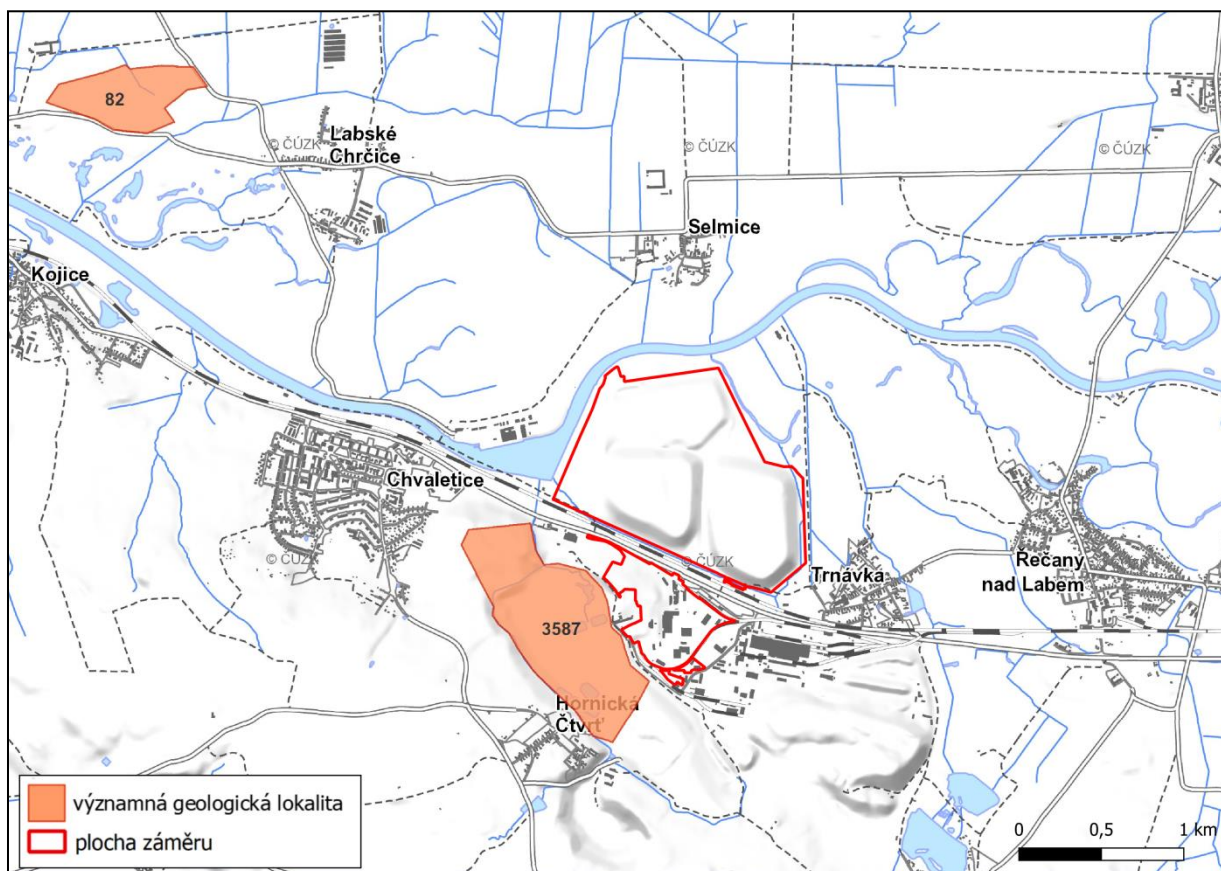 82
Labské
Chrčice
© ČÚZK
© ČÚZK
© ČÚZK
Selmice
Kojice
Chvaletice
© ČÚZK
© ČÚZK
Trnávka
Řečany
nad Labem
3587
Hornická
Čtvrť
významná geologická lokalita
plocha záměru
0 0,5 1 km